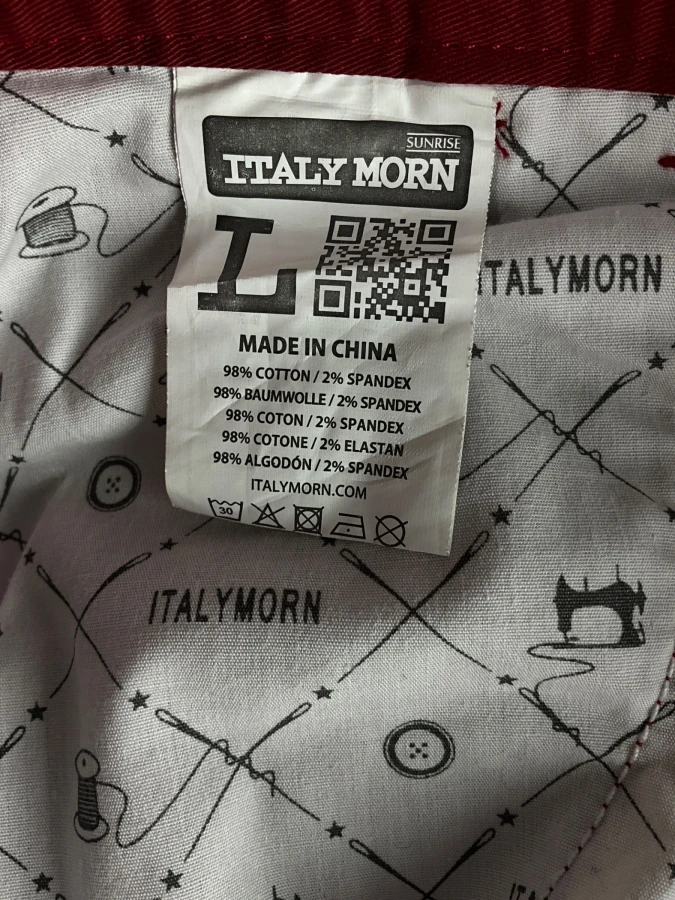 SUNRISE
ITALY MORN
L
MADE IN CHINA
98% COTTON / 2% SPANDEX
98% BAUMWOLLE / 2% SPANDEX
98% COTON / 2% SPANDEX
98% COTONE / 2% ELASTAN
98% ALGODÓN / 2% SPANDEX
ITALYMORN.COM
30
ITALYMORN
ITALYMORN